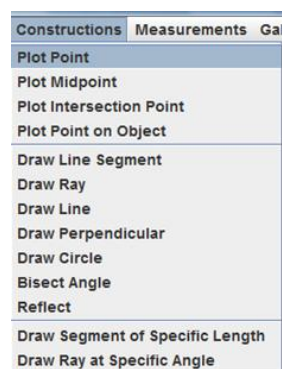 Constructions Measurements Gal
Plot Point
Plot Midpoint
Plot Intersection Point
Plot Point on Object
Draw Line Segment
Draw Ray
Draw Line
Draw Perpendicular
Draw Circle
Bisect Angle
Reflect
Draw Segment of Specific Length
Draw Ray at Specific Angle